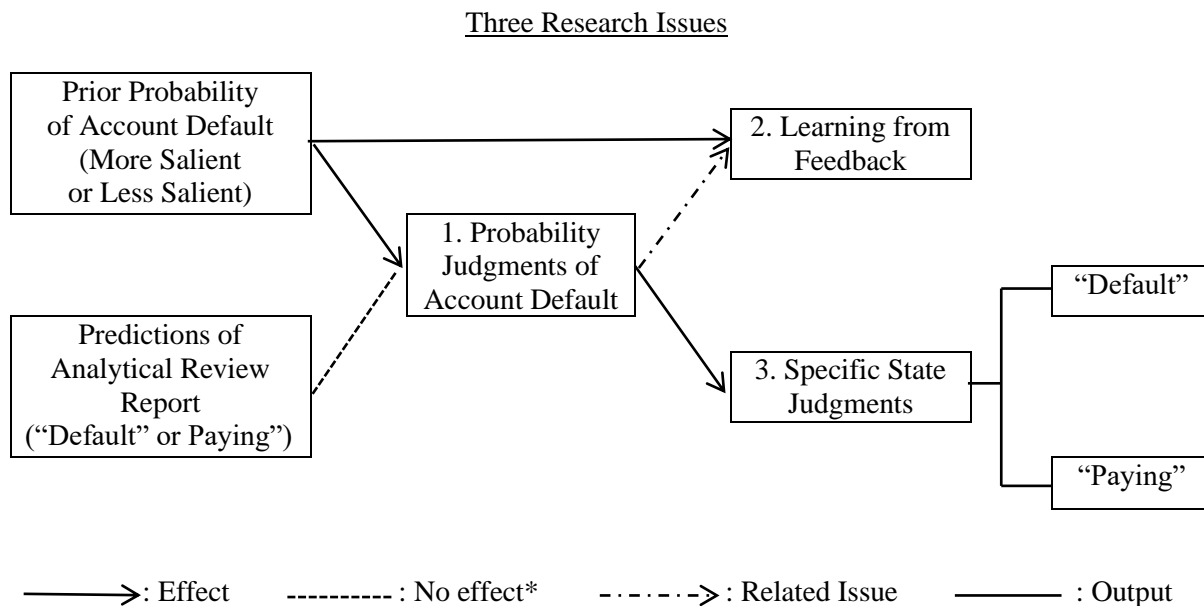 Three Research Issues
Prior Probability
of Account Default
(More Salient
or Less Salient)
2. Learning from
Feedback
1. Probability
Judgments of
Account Default
“Default”
Predictions of
Analytical Review
Report
(“Default” or Paying”)
3. Specific State
Judgments
“Paying”
: Effect
: No effect*
: Related Issue
: Output